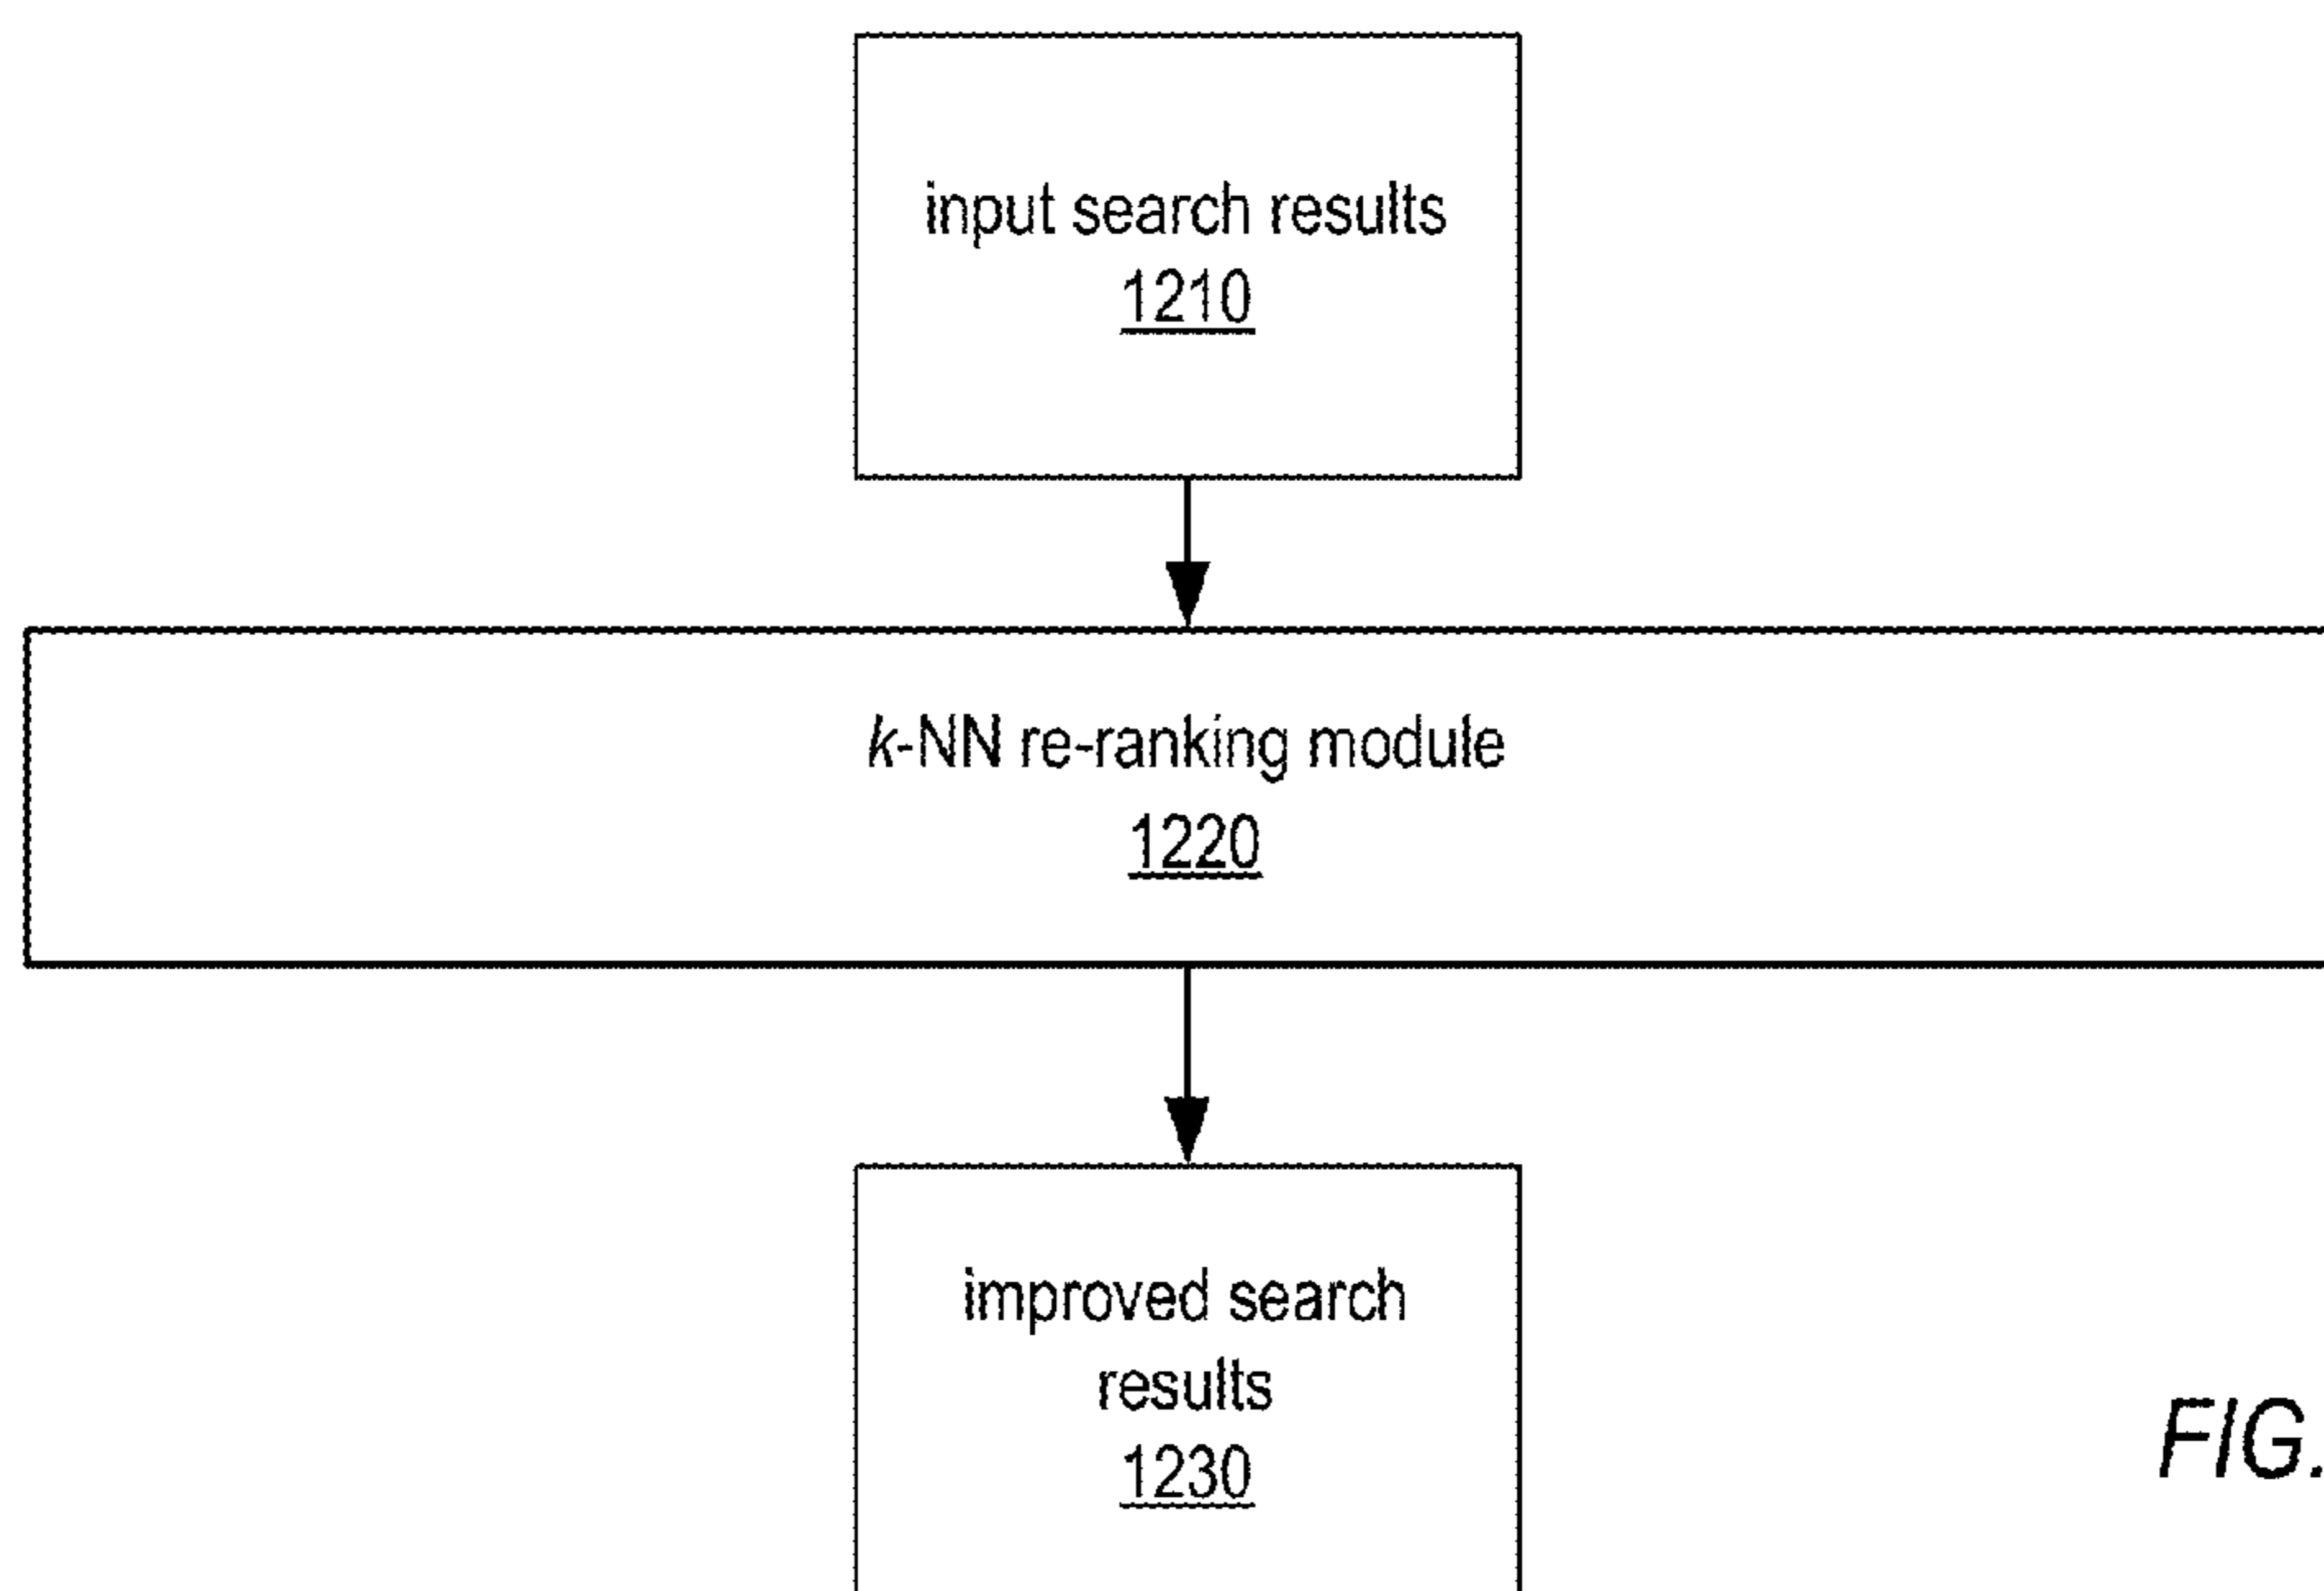 input search results
1210
k-NN re-ranking module
1220
improved search
results
1230
FIG.